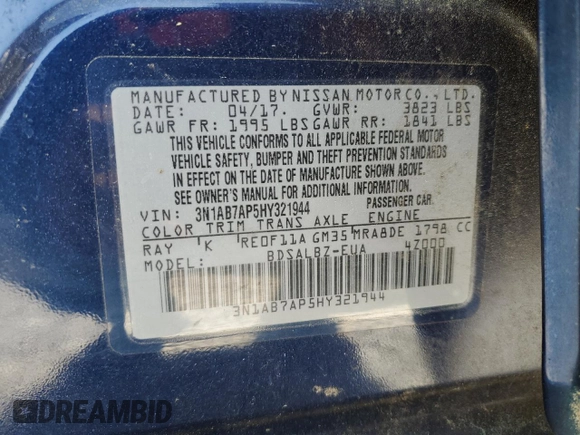 MANUFACTURED BY NISSAN MOTOR CO., LTD.
DATE: 04/17. GVWR: 3823 LBS
GAWR FR: 1995 LBS GAWR RR: 1841 LBS
THIS VEHICLE CONFORMS TO ALL APPLICABLE FEDERAL MOTOR
VEHICLE SAFETY, BUMPER AND THEFT PREVENTION STANDARDS
IN EFFECT ON THE DATE OF MANUFACTURE SHOWN ABOVE.
SEE OWNER'S MANUAL FOR ADDITIONAL INFORMATION.
VIN: 3N1AB7AP5HY321944 PASSENGER CAR
COLOR TRIM TRANS AXLE ENGINE
RAY K RE0F11A GM35 MRA8DE 1798 CC
MODEL: BDSALBZ-EUA 4Z000
3N1AB7AP5HY321944
DREAMBID